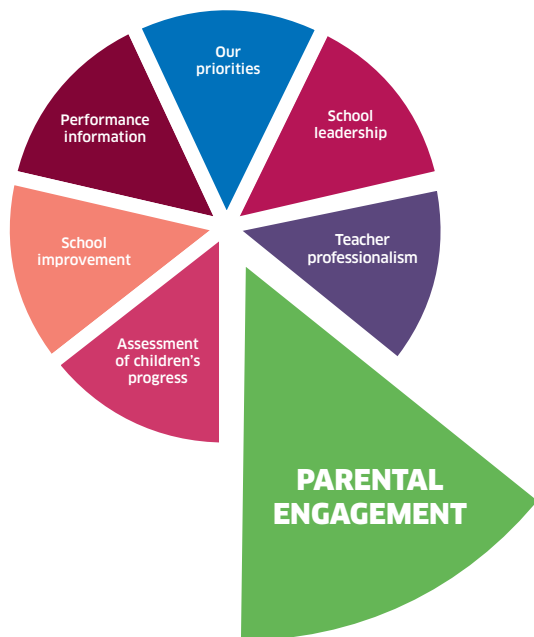 Our
priorities
School
leadership
Performance
information
Teacher
professionalism
School
improvement
Assessment
of children's
progress
PARENTAL
ENGAGEMENT